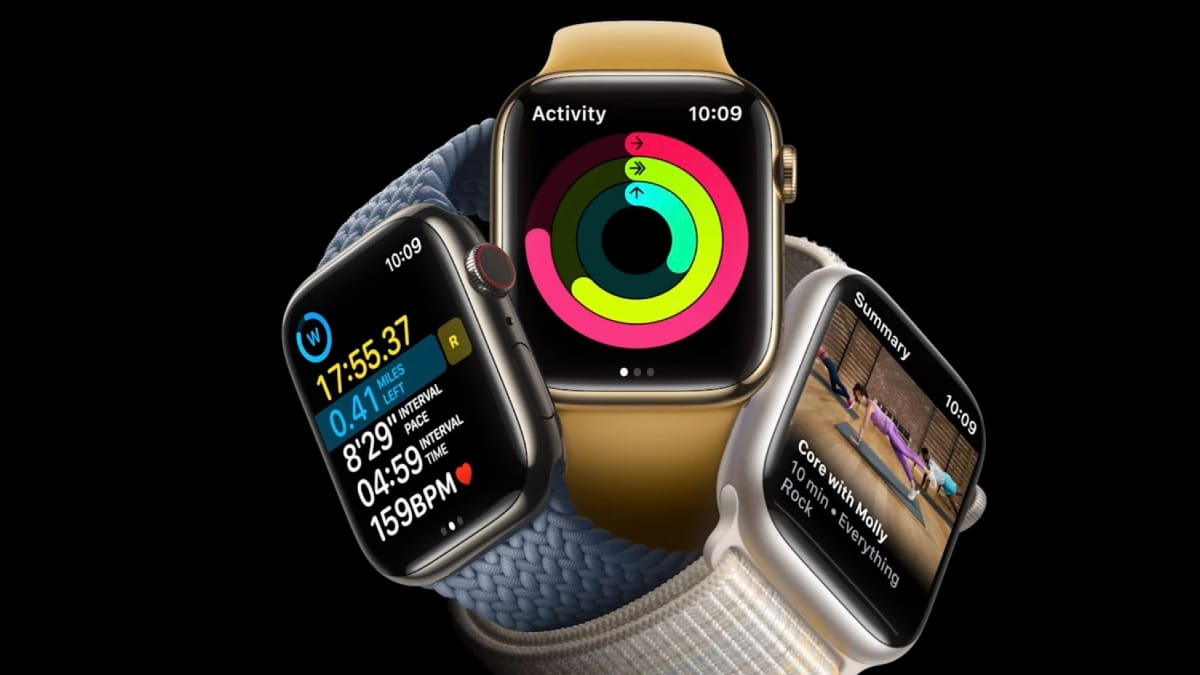 Activity 10:09
10:09
W
17:55.37
R
0.41 MILES
LEFT
8'29" INTERVAL
PACE
04:59 INTERVAL
TIME
159BPM
Summary
10:09
Core with Molly
10 min • Everything
Rock